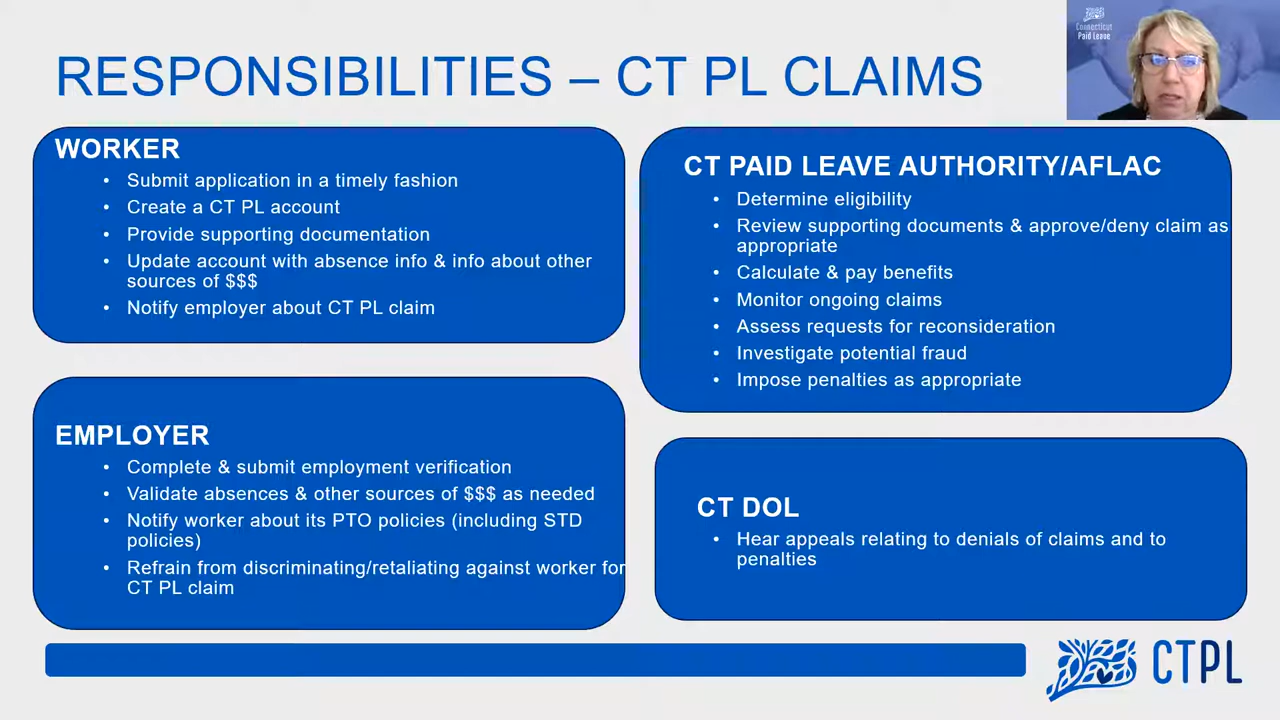 RESPONSIBILITIES – CT PL CLAIMS
Connecticut
Paid Leave
WORKER
• Submit application in a timely fashion
• Create a CT PL account
• Provide supporting documentation
• Update account with absence info & info about other
sources of $$$
• Notify employer about CT PL claim
CT PAID LEAVE AUTHORITY/AFLAC
• Determine eligibility
• Review supporting documents & approve/deny claim as
appropriate
• Calculate & pay benefits
• Monitor ongoing claims
• Assess requests for reconsideration
• Investigate potential fraud
• Impose penalties as appropriate
EMPLOYER
• Complete & submit employment verification
• Validate absences & other sources of $$$ as needed
• Notify worker about its PTO policies (including STD
policies)
• Refrain from discriminating/retaliating against worker for
CT PL claim
CT DOL
• Hear appeals relating to denials of claims and to
penalties
CTPL